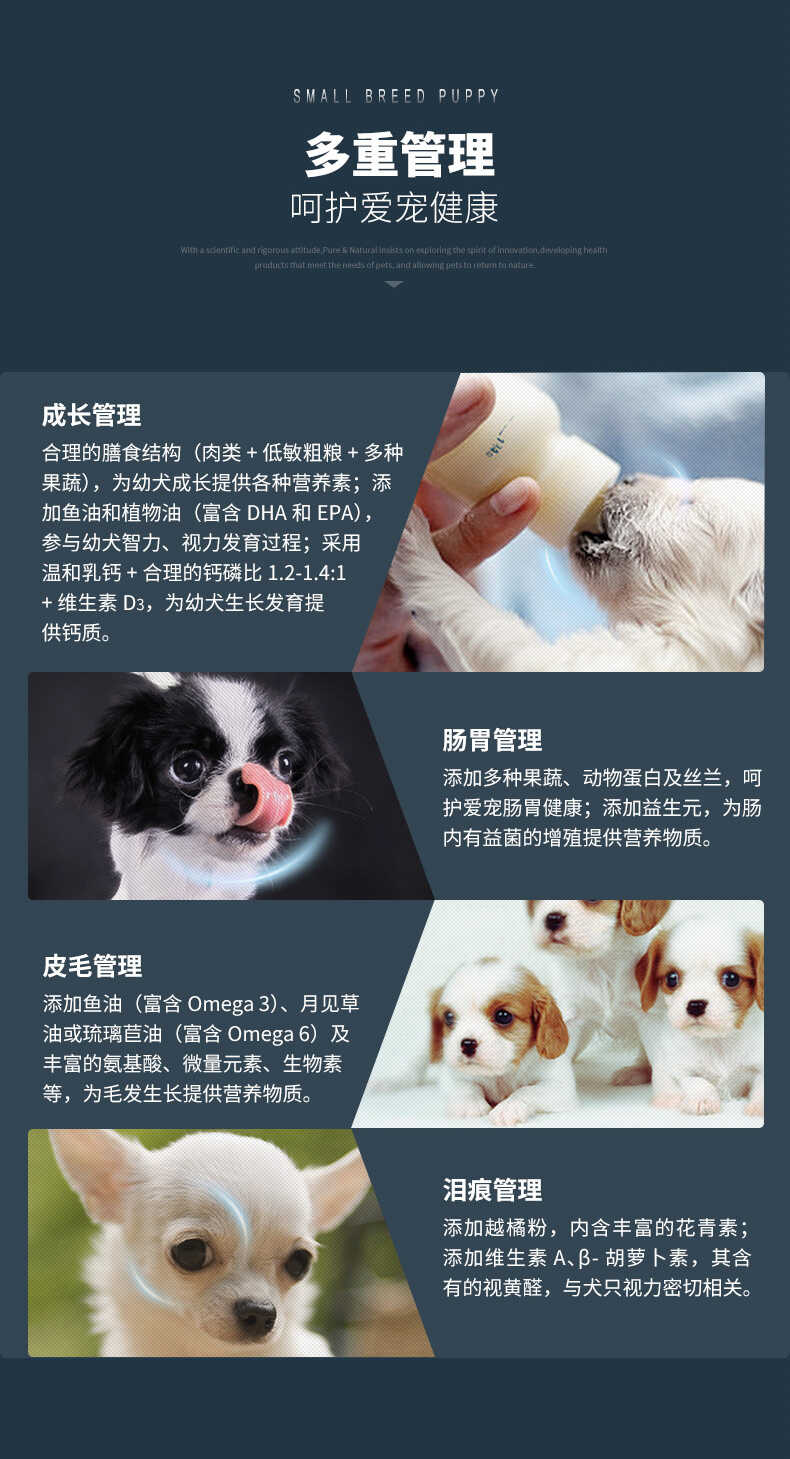 SMALL BREED PUPPY
多重管理
呵护爱宠健康
With a scientific and rigorous attitude,Pure & Natural insists on exploring the spirit of innovation,developing health
products that meet the needs of pets, and allowing pets to return to nature.
成长管理
合理的膳食结构（肉类 + 低敏粗粮 + 多种
果蔬），为幼犬成长提供各种营养素；添
加鱼油和植物油（富含 DHA 和 EPA），
参与幼犬智力、视力发育过程；采用
温和乳钙 + 合理的钙磷比 1.2-1.4:1
+ 维生素 D3，为幼犬生长发育提
供钙质。
肠胃管理
添加多种果蔬、动物蛋白及丝兰，呵
护爱宠肠胃健康；添加益生元，为肠
内有益菌的增殖提供营养物质。
皮毛管理
添加鱼油（富含 Omega 3）、月见草
油或琉璃苣油（富含 Omega 6）及
丰富的氨基酸、微量元素、生物素
等，为毛发生长提供营养物质。
泪痕管理
添加越橘粉，内含丰富的花青素；
添加维生素 A、β- 胡萝卜素，其含
有的视黄醛，与犬只视力密切相关。